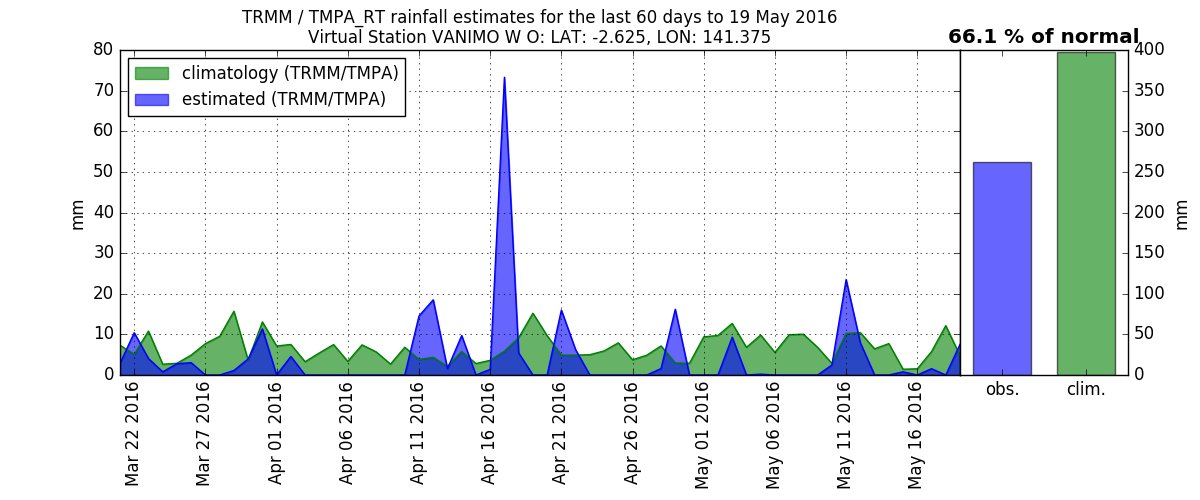 TRMM / TMPA_RT rainfall estimates for the last 60 days to 19 May 2016
Virtual Station VANIMO W O: LAT: -2.625, LON: 141.375
66.1 % of normal
climatology (TRMM/TMPA)
estimated (TRMM/TMPA)
mm
80
70
60
50
40
30
20
10
0
Mar 22 2016
Mar 27 2016
Apr 01 2016
Apr 06 2016
Apr 11 2016
Apr 16 2016
Apr 21 2016
Apr 26 2016
May 01 2016
May 06 2016
May 11 2016
May 16 2016
400
350
300
250
200
150
100
50
0
mm
obs.
clim.